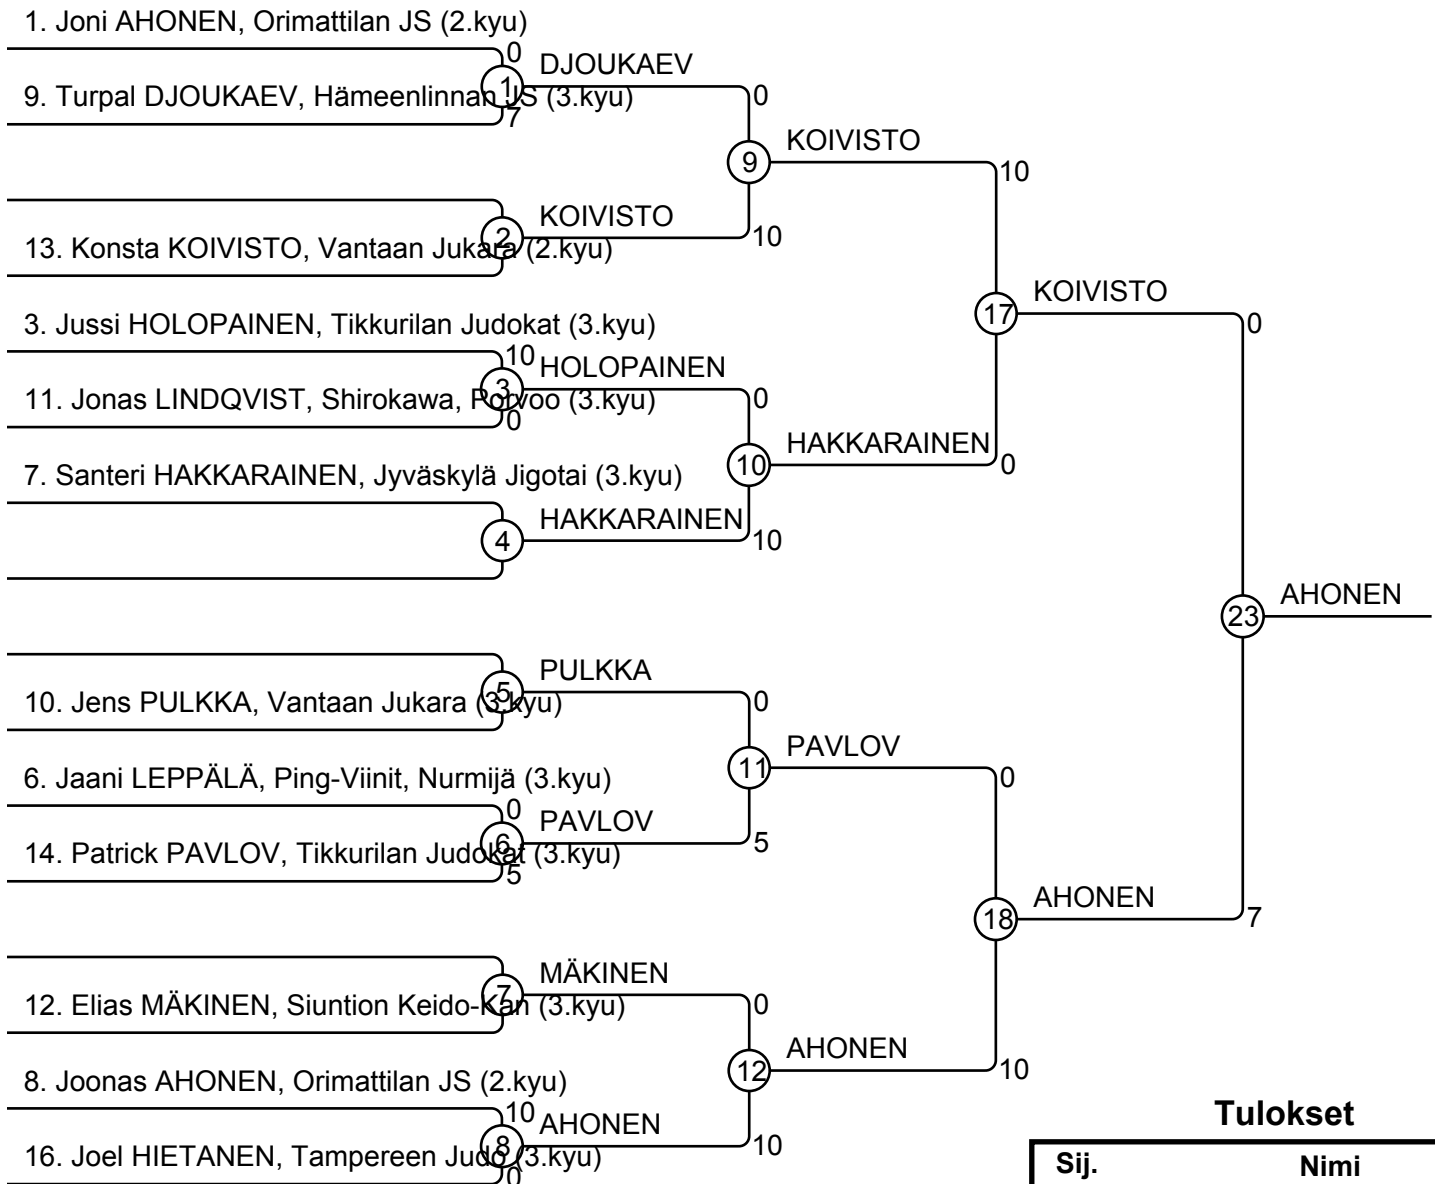 1. Joni AHONEN, Orimattilan JS (2.kyu)
0
1
DJOUKAEV
9. Turpal DJOUKAEV, Hämeenlinnan JS (3.kyu)
7
0
9
KOIVISTO
10
2
KOIVISTO
10
13. Konsta KOIVISTO, Vantaan Jukara (2.kyu)
17
KOIVISTO
0
3. Jussi HOLOPAINEN, Tikkurilan Judokat (3.kyu)
10
3
HOLOPAINEN
0
11. Jonas LINDQVIST, Shirokawa, Porvoo (3.kyu)
0
10
HAKKARAINEN
0
7. Santeri HAKKARAINEN, Jyväskylä Jigotai (3.kyu)
4
HAKKARAINEN
10
23
AHONEN
5
PULKKA
0
10. Jens PULKKA, Vantaan Jukara (3.kyu)
11
PAVLOV
0
6. Jaani LEPPÄLÄ, Ping-Viinit, Nurmijä (3.kyu)
0
6
PAVLOV
5
14. Patrick PAVLOV, Tikkurilan Judokat (3.kyu)
5
18
AHONEN
7
7
MÄKINEN
0
12. Elias MÄKINEN, Siuntion Keido-Kan (3.kyu)
12
AHONEN
10
8. Joonas AHONEN, Orimattilan JS (2.kyu)
10
8
AHONEN
10
16. Joel HIETANEN, Tampereen Judo (3.kyu)
0
Tulokset
Sij. Nimi